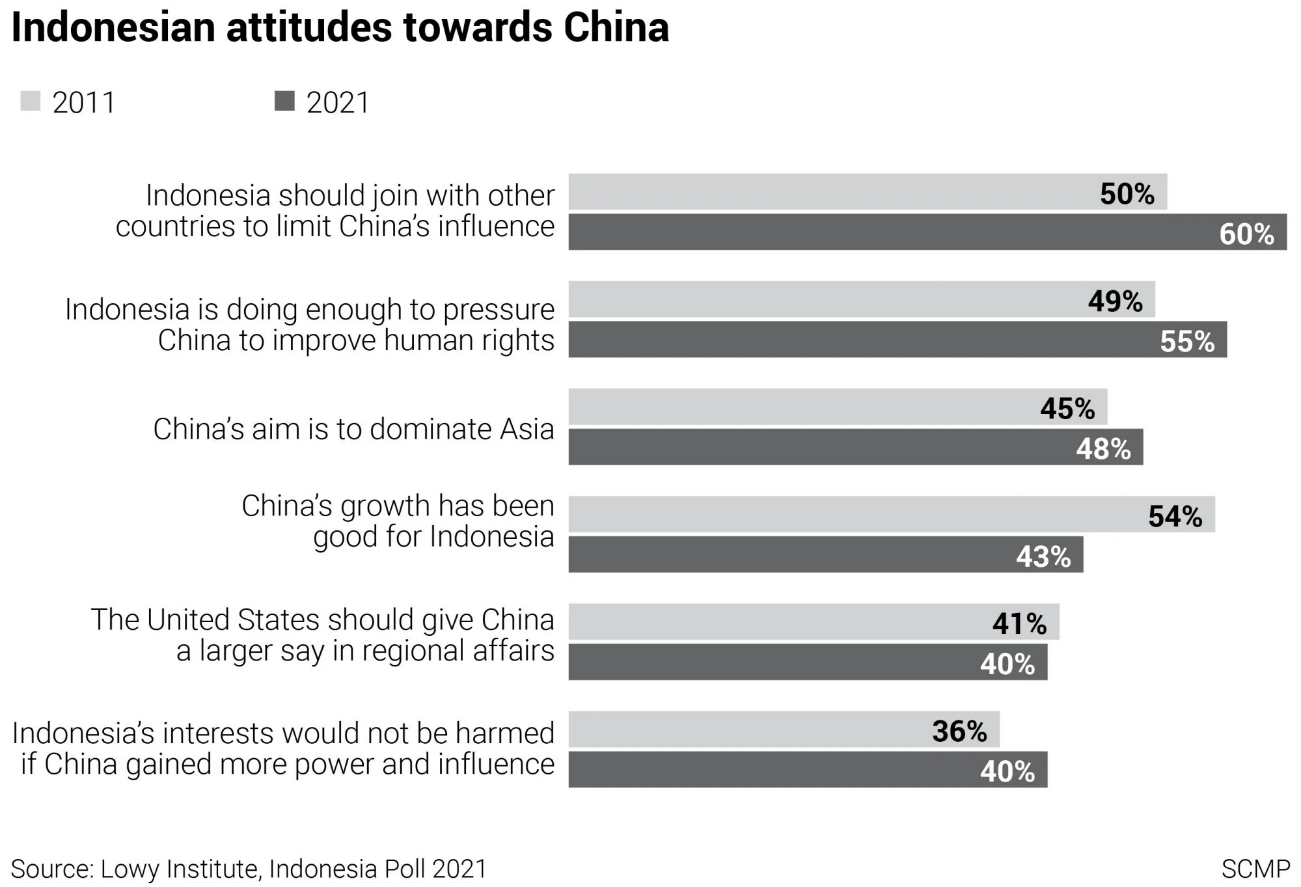 Indonesian attitudes towards China
2011
2021
Indonesia should join with other
countries to limit China’s influence
50%
60%
Indonesia is doing enough to pressure
China to improve human rights
49%
55%
China’s aim is to dominate Asia
45%
48%
China’s growth has been
good for Indonesia
54%
43%
The United States should give China
a larger say in regional affairs
41%
40%
Indonesia’s interests would not be harmed
if China gained more power and influence
36%
40%
Source: Lowy Institute, Indonesia Poll 2021
SCMP